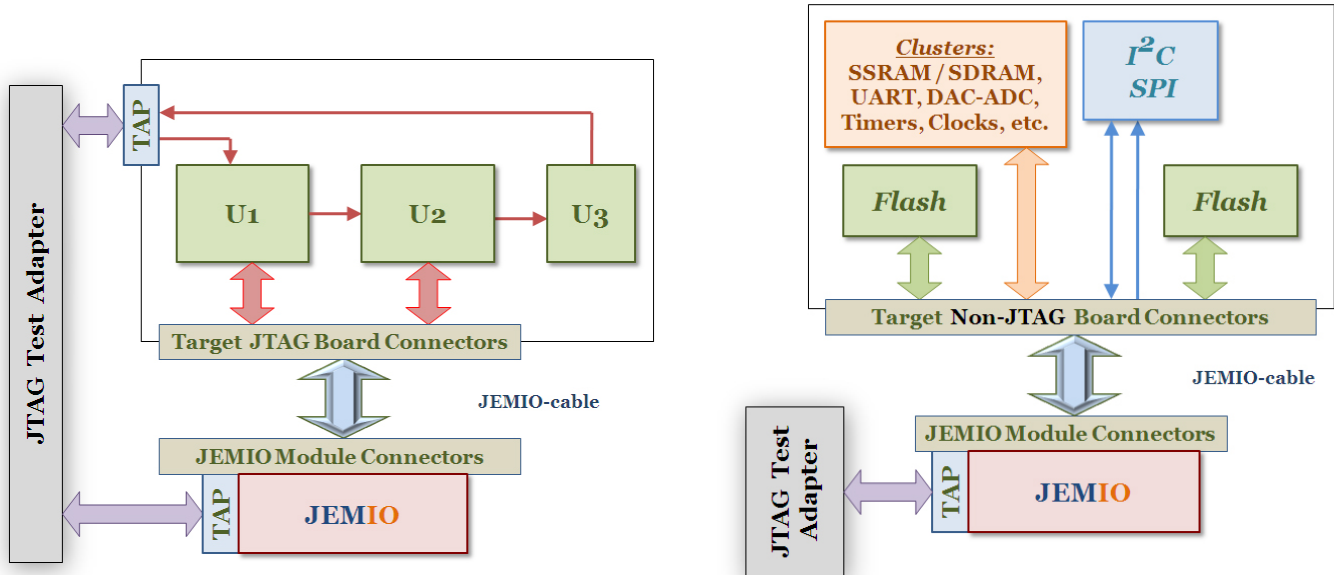 JTAG Test Adapter
TAP
U1
U2
U3
Target JTAG Board Connectors
JEMIO-cable
JEMIO Module Connectors
TAP
JEMIO
Clusters:
SSRAM / SDRAM,
UART, DAC-ADC,
Timers, Clocks, etc.
I²C
SPI
Flash
Flash
Target Non-JTAG Board Connectors
JEMIO-cable
JTAG Test
Adapter
JEMIO Module Connectors
TAP
JEMIO